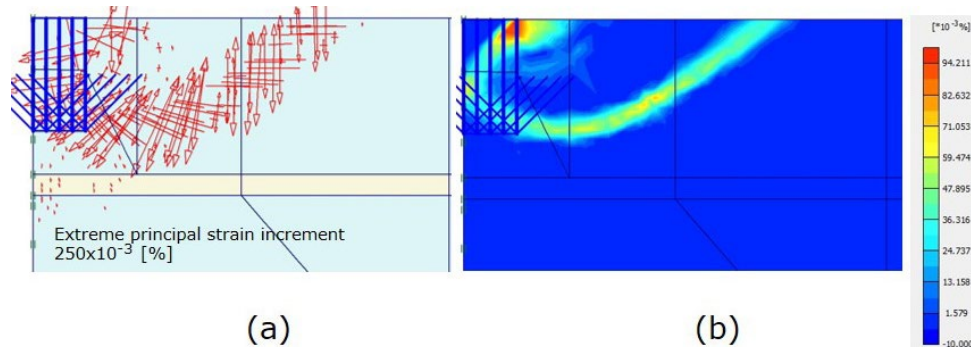 [*10⁻³%]
94.211
82.632
71.053
59.474
47.895
36.316
24.737
13.158
1.579
-10.000
Extreme principal strain increment
250x10⁻³ [%]
(a)
(b)